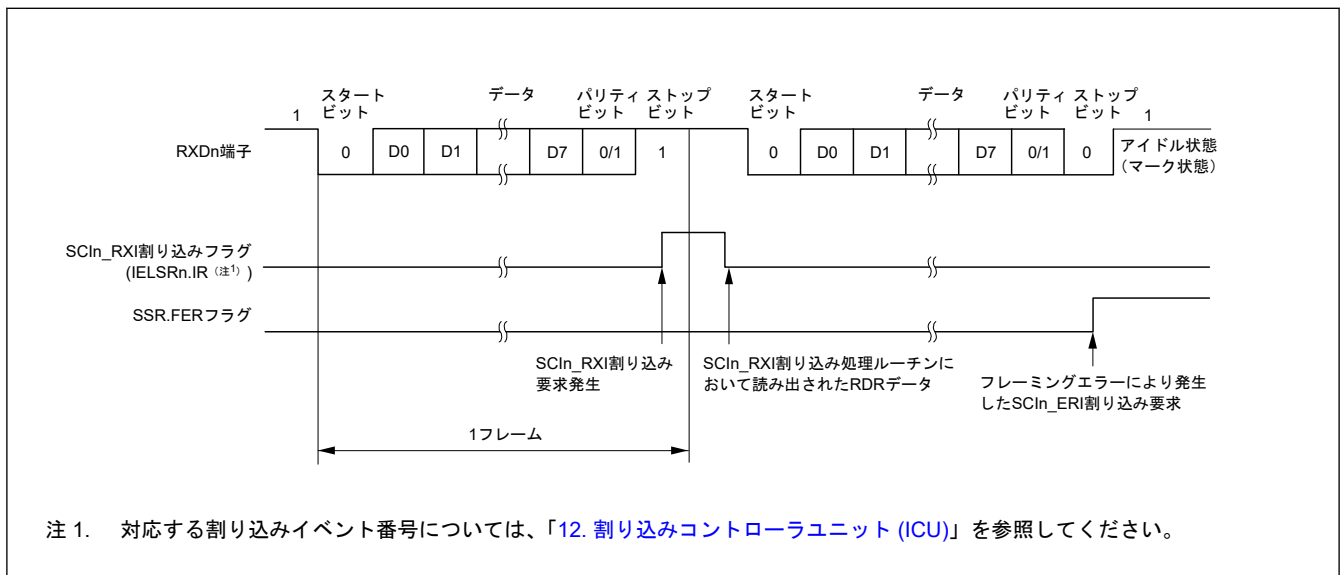 スタート
ビット
データ
パリティ
ビット
ストップ
ビット
スタート
ビット
データ
パリティ
ビット
ストップ
ビット
1
1
RXDn端子
0
D0
D1
D7
0/1
1
0
D0
D1
D7
0/1
0
アイドル状態
(マーク状態)
SCIn_RXI割り込みフラグ
(IELSRn.IR (注1) )
SSR.FERフラグ
SCIn_RXI割り込み
要求発生
SCIn_RXI割り込み処理ルーチンに
おいて読み出されたRDRデータ
フレーミングエラーにより発生
したSCIn_ERI割り込み要求
1フレーム
注 1. 対応する割り込みイベント番号については、「12. 割り込みコントローラユニット (ICU)」を参照してください。